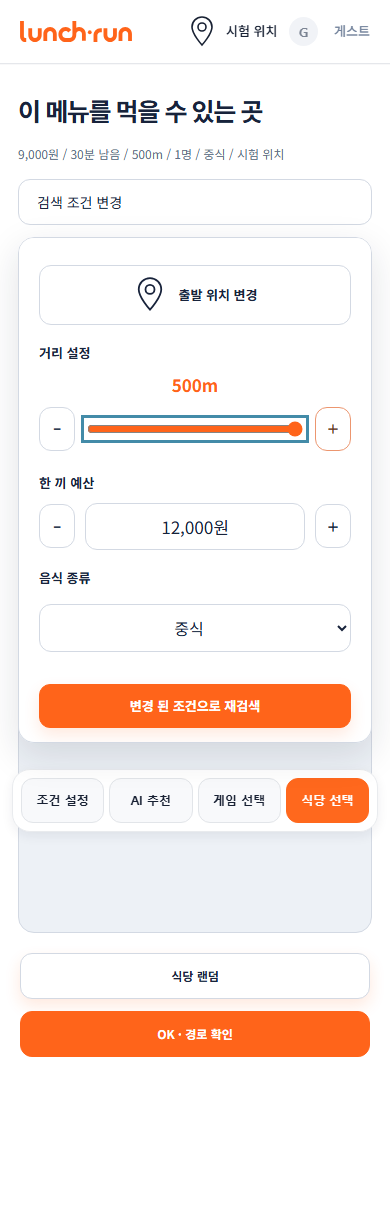 lunch·run
시험 위치
G
게스트
이 메뉴를 먹을 수 있는 곳
9,000원 / 30분 남음 / 500m / 1명 / 중식 / 시험 위치
검색 조건 변경
출발 위치 변경
거리 설정
500m
-
+
한 끼 예산
-
12,000원
+
음식 종류
중식
변경 된 조건으로 재검색
조건 설정
AI 추천
게임 선택
식당 선택
식당 랜덤
OK · 경로 확인